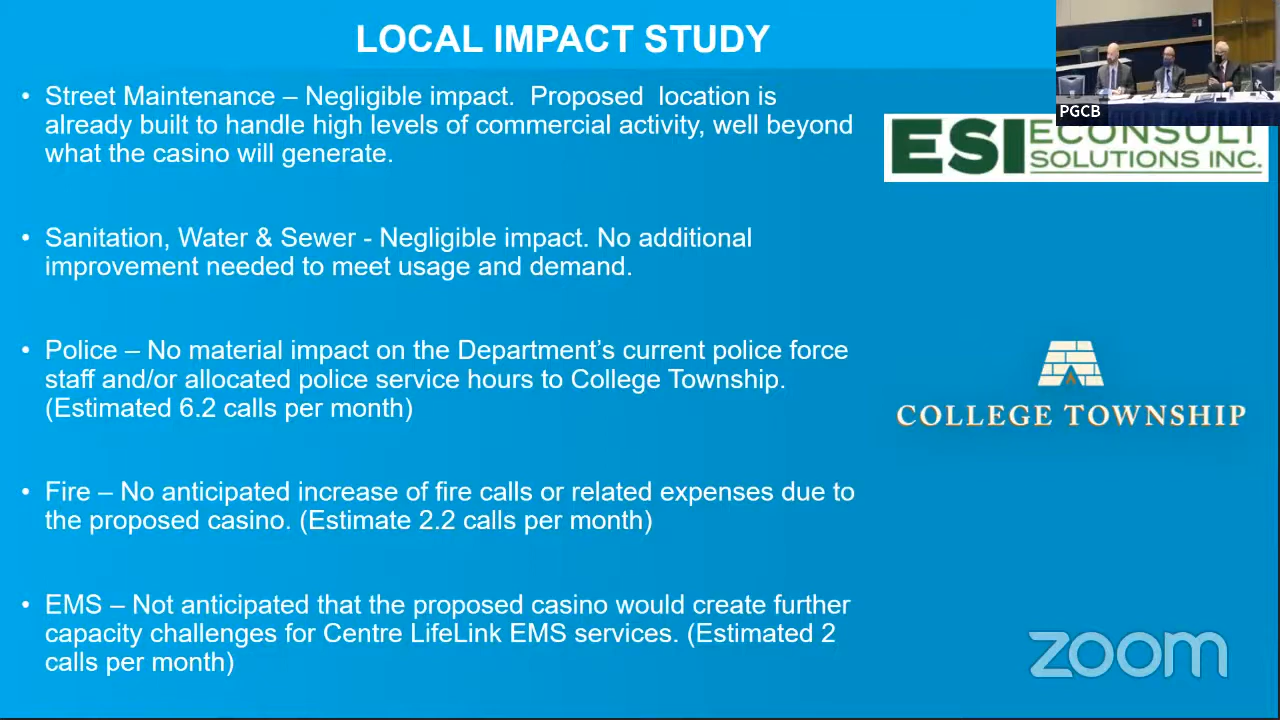 LOCAL IMPACT STUDY
PGCB
ESI ECONSULT
SOLUTIONS INC.
• Street Maintenance – Negligible impact.  Proposed  location is
already built to handle high levels of commercial activity, well beyond
what the casino will generate.
• Sanitation, Water & Sewer - Negligible impact. No additional
improvement needed to meet usage and demand.
• Police – No material impact on the Department’s current police force
staff and/or allocated police service hours to College Township.
(Estimated 6.2 calls per month)
COLLEGE TOWNSHIP
• Fire – No anticipated increase of fire calls or related expenses due to
the proposed casino. (Estimate 2.2 calls per month)
• EMS – Not anticipated that the proposed casino would create further
capacity challenges for Centre LifeLink EMS services. (Estimated 2
calls per month)
zoom